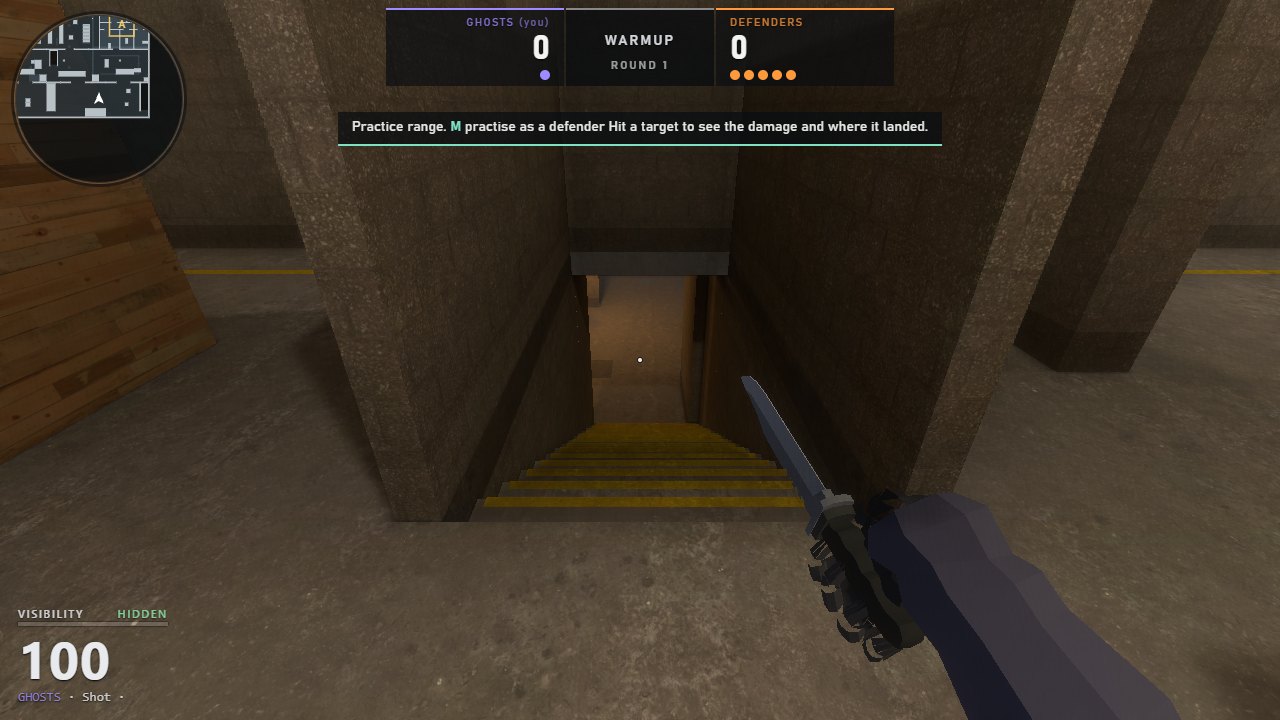 A
GHOSTS (you)
0
WARMUP
ROUND 1
DEFENDERS
0
Practice range. M practise as a defender Hit a target to see the damage and where it landed.
VISIBILITY HIDDEN
100
GHOSTS · Shot ·